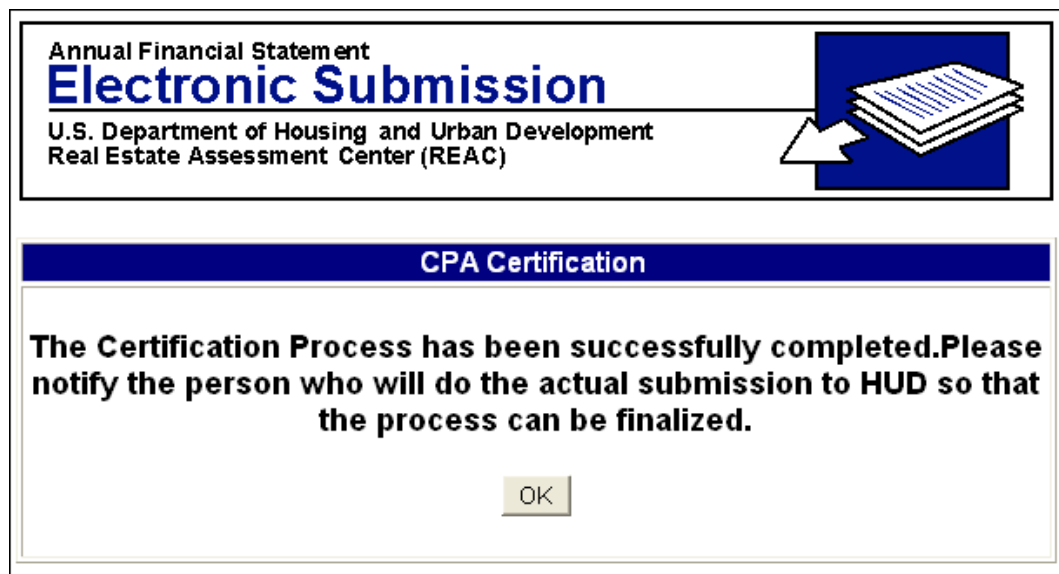 Annual Financial Statement
Electronic Submission
U.S. Department of Housing and Urban Development
Real Estate Assessment Center (REAC)
CPA Certification
The Certification Process has been successfully completed.Please
notify the person who will do the actual submission to HUD so that
the process can be finalized.
OK